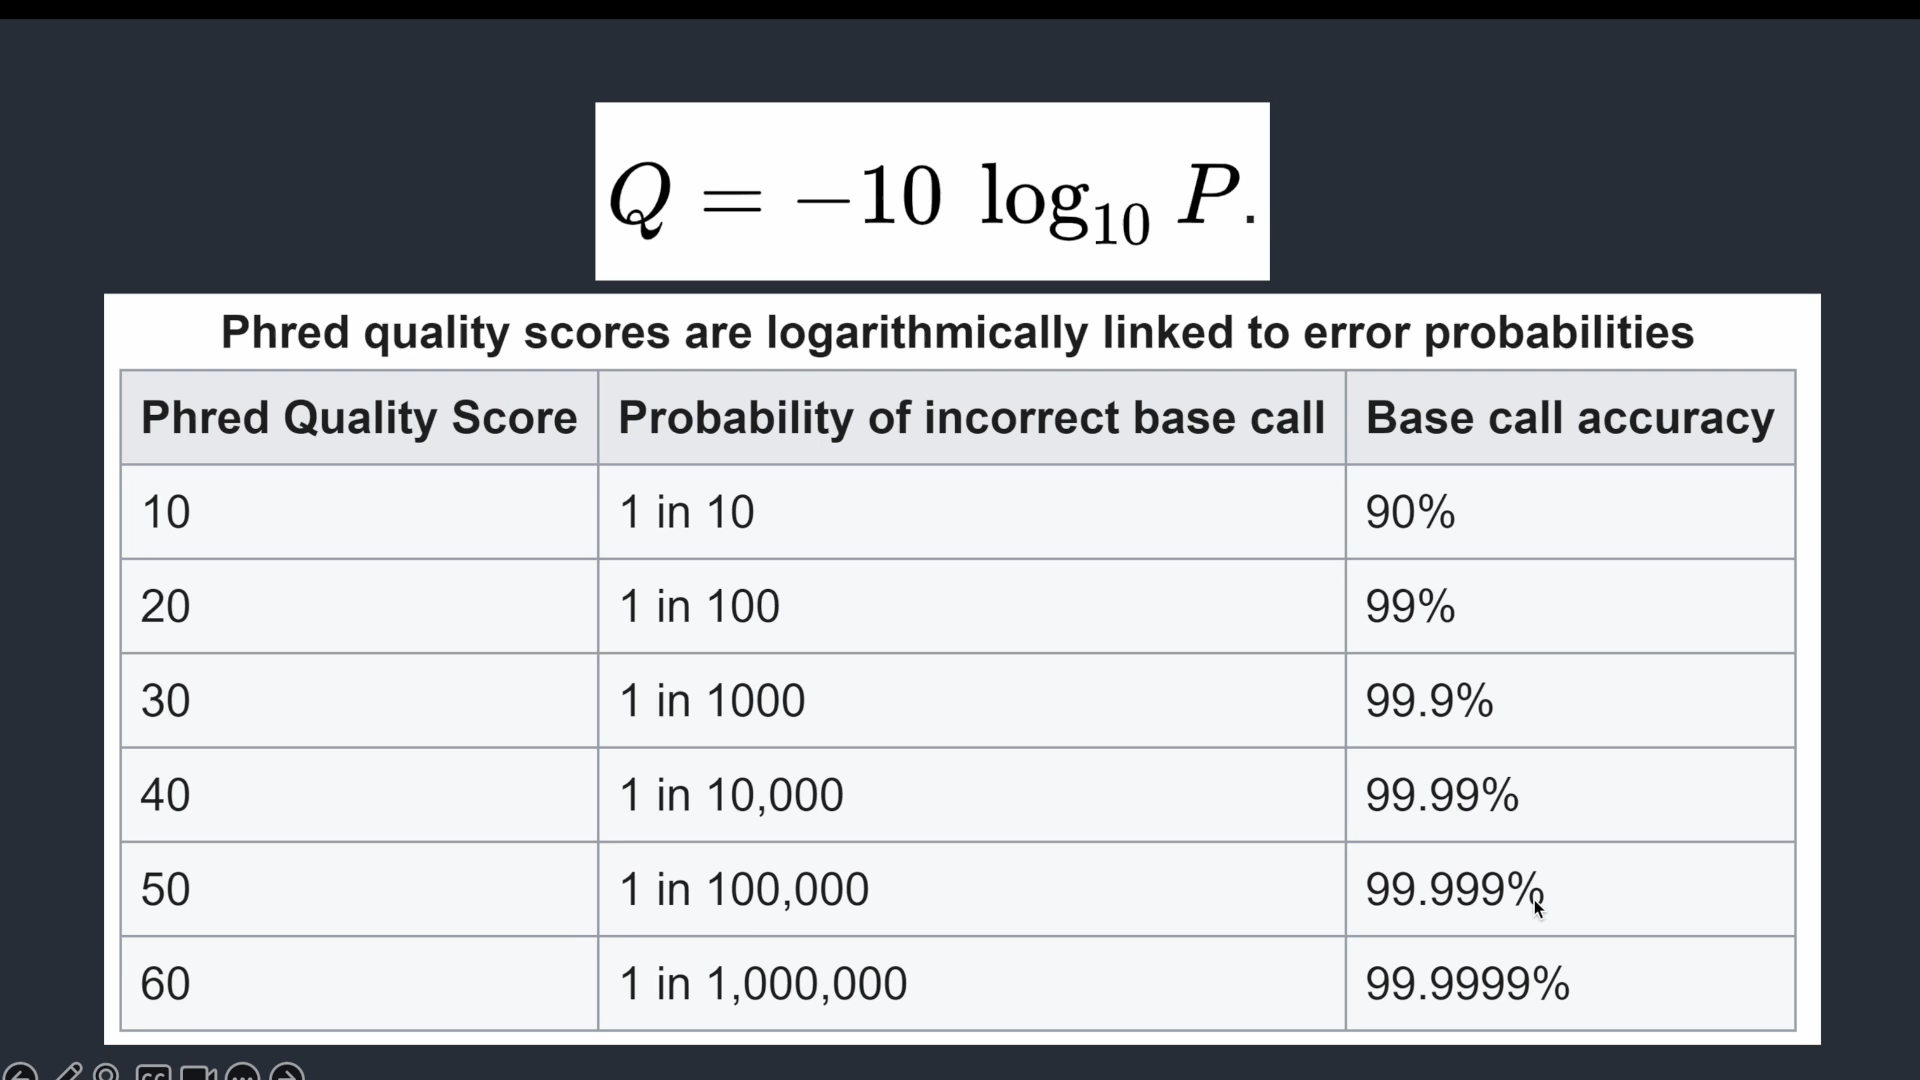 Q = −10 log₁₀ P.
Phred quality scores are logarithmically linked to error probabilities
Phred Quality Score Probability of incorrect base call Base call accuracy
10 1 in 10 90%
20 1 in 100 99%
30 1 in 1000 99.9%
40 1 in 10,000 99.99%
50 1 in 100,000 99.999%
60 1 in 1,000,000 99.9999%
CC